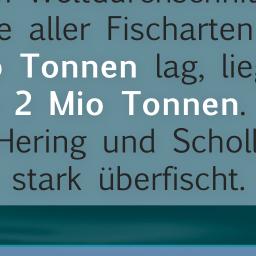 e aller Fischarten
Tonnen lag,
2 Mio Tonnen.
Hering und
stark überfischt.